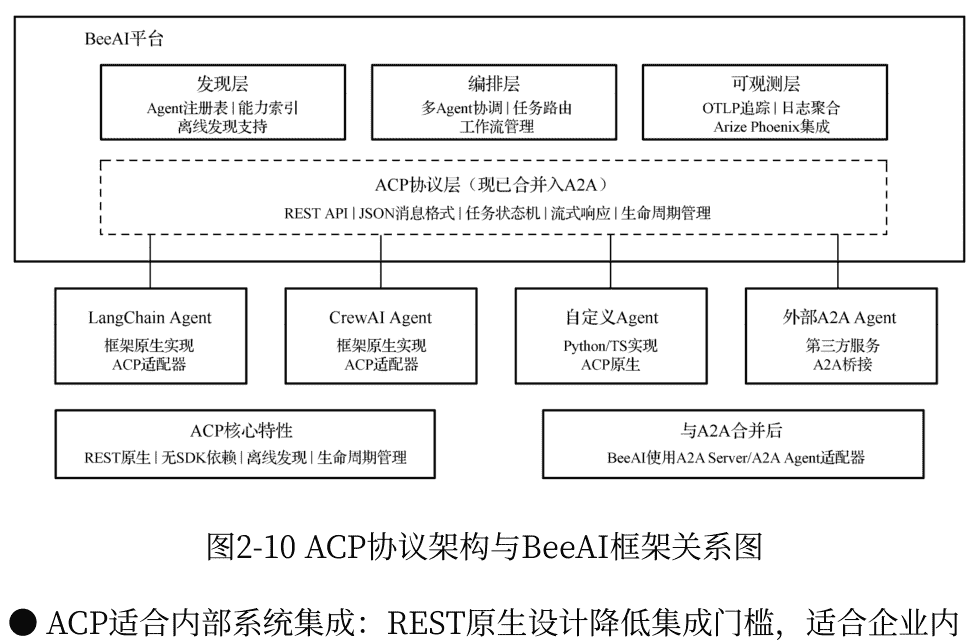 BeeAI平台
发现层
Agent注册表 | 能力索引
离线发现支持
编排层
多Agent协调 | 任务路由
工作流管理
可观测层
OTLP追踪 | 日志聚合
Arize Phoenix集成
ACP协议层（现已合并入A2A）
REST API | JSON消息格式 | 任务状态机 | 流式响应 | 生命周期管理
LangChain Agent
框架原生实现
ACP适配器
CrewAI Agent
框架原生实现
ACP适配器
自定义Agent
Python/TS实现
ACP原生
外部A2A Agent
第三方服务
A2A桥接
ACP核心特性
REST原生 | 无SDK依赖 | 离线发现 | 生命周期管理
与A2A合并后
BeeAI使用A2A Server/A2A Agent适配器
图2-10 ACP协议架构与BeeAI框架关系图
● ACP适合内部系统集成：REST原生设计降低集成门槛，适合企业内